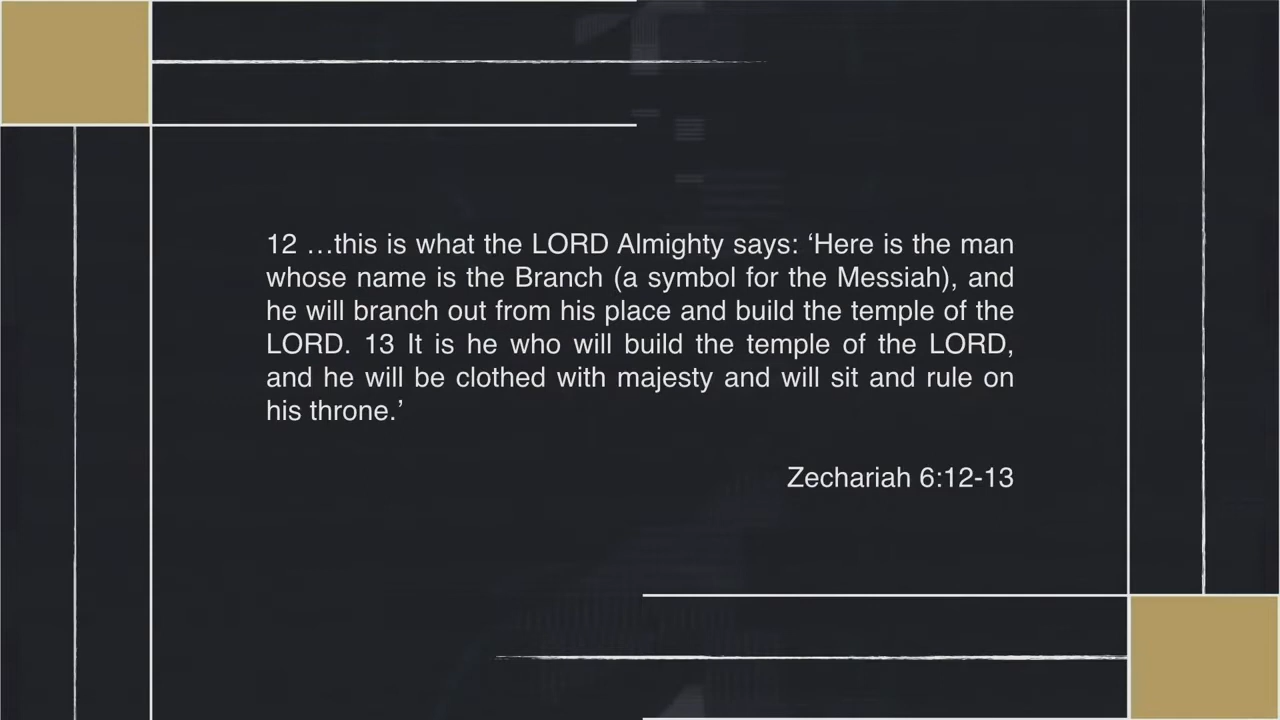 12 …this is what the LORD Almighty says: ‘Here is the man
whose name is the Branch (a symbol for the Messiah), and
he will branch out from his place and build the temple of the
LORD. 13 It is he who will build the temple of the LORD,
and he will be clothed with majesty and will sit and rule on
his throne.’
Zechariah 6:12-13